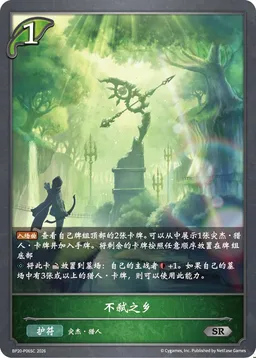 1
入场曲 查看自己牌组顶部的2张卡牌。可以从中展示1张灾杰·猎
人·卡牌并加入手牌。将剩余的卡牌按照任意顺序放置在牌组
底部
将此卡 放置到墓场：自己的主战者 +1。如果自己的墓
场中有3张或以上的猎人·卡牌，则可以使用此能力。
不弑之乡
护符 灾杰·猎人
SR
BP20-P06SC 2020
© Cygames, Inc. Published by NetEase Games